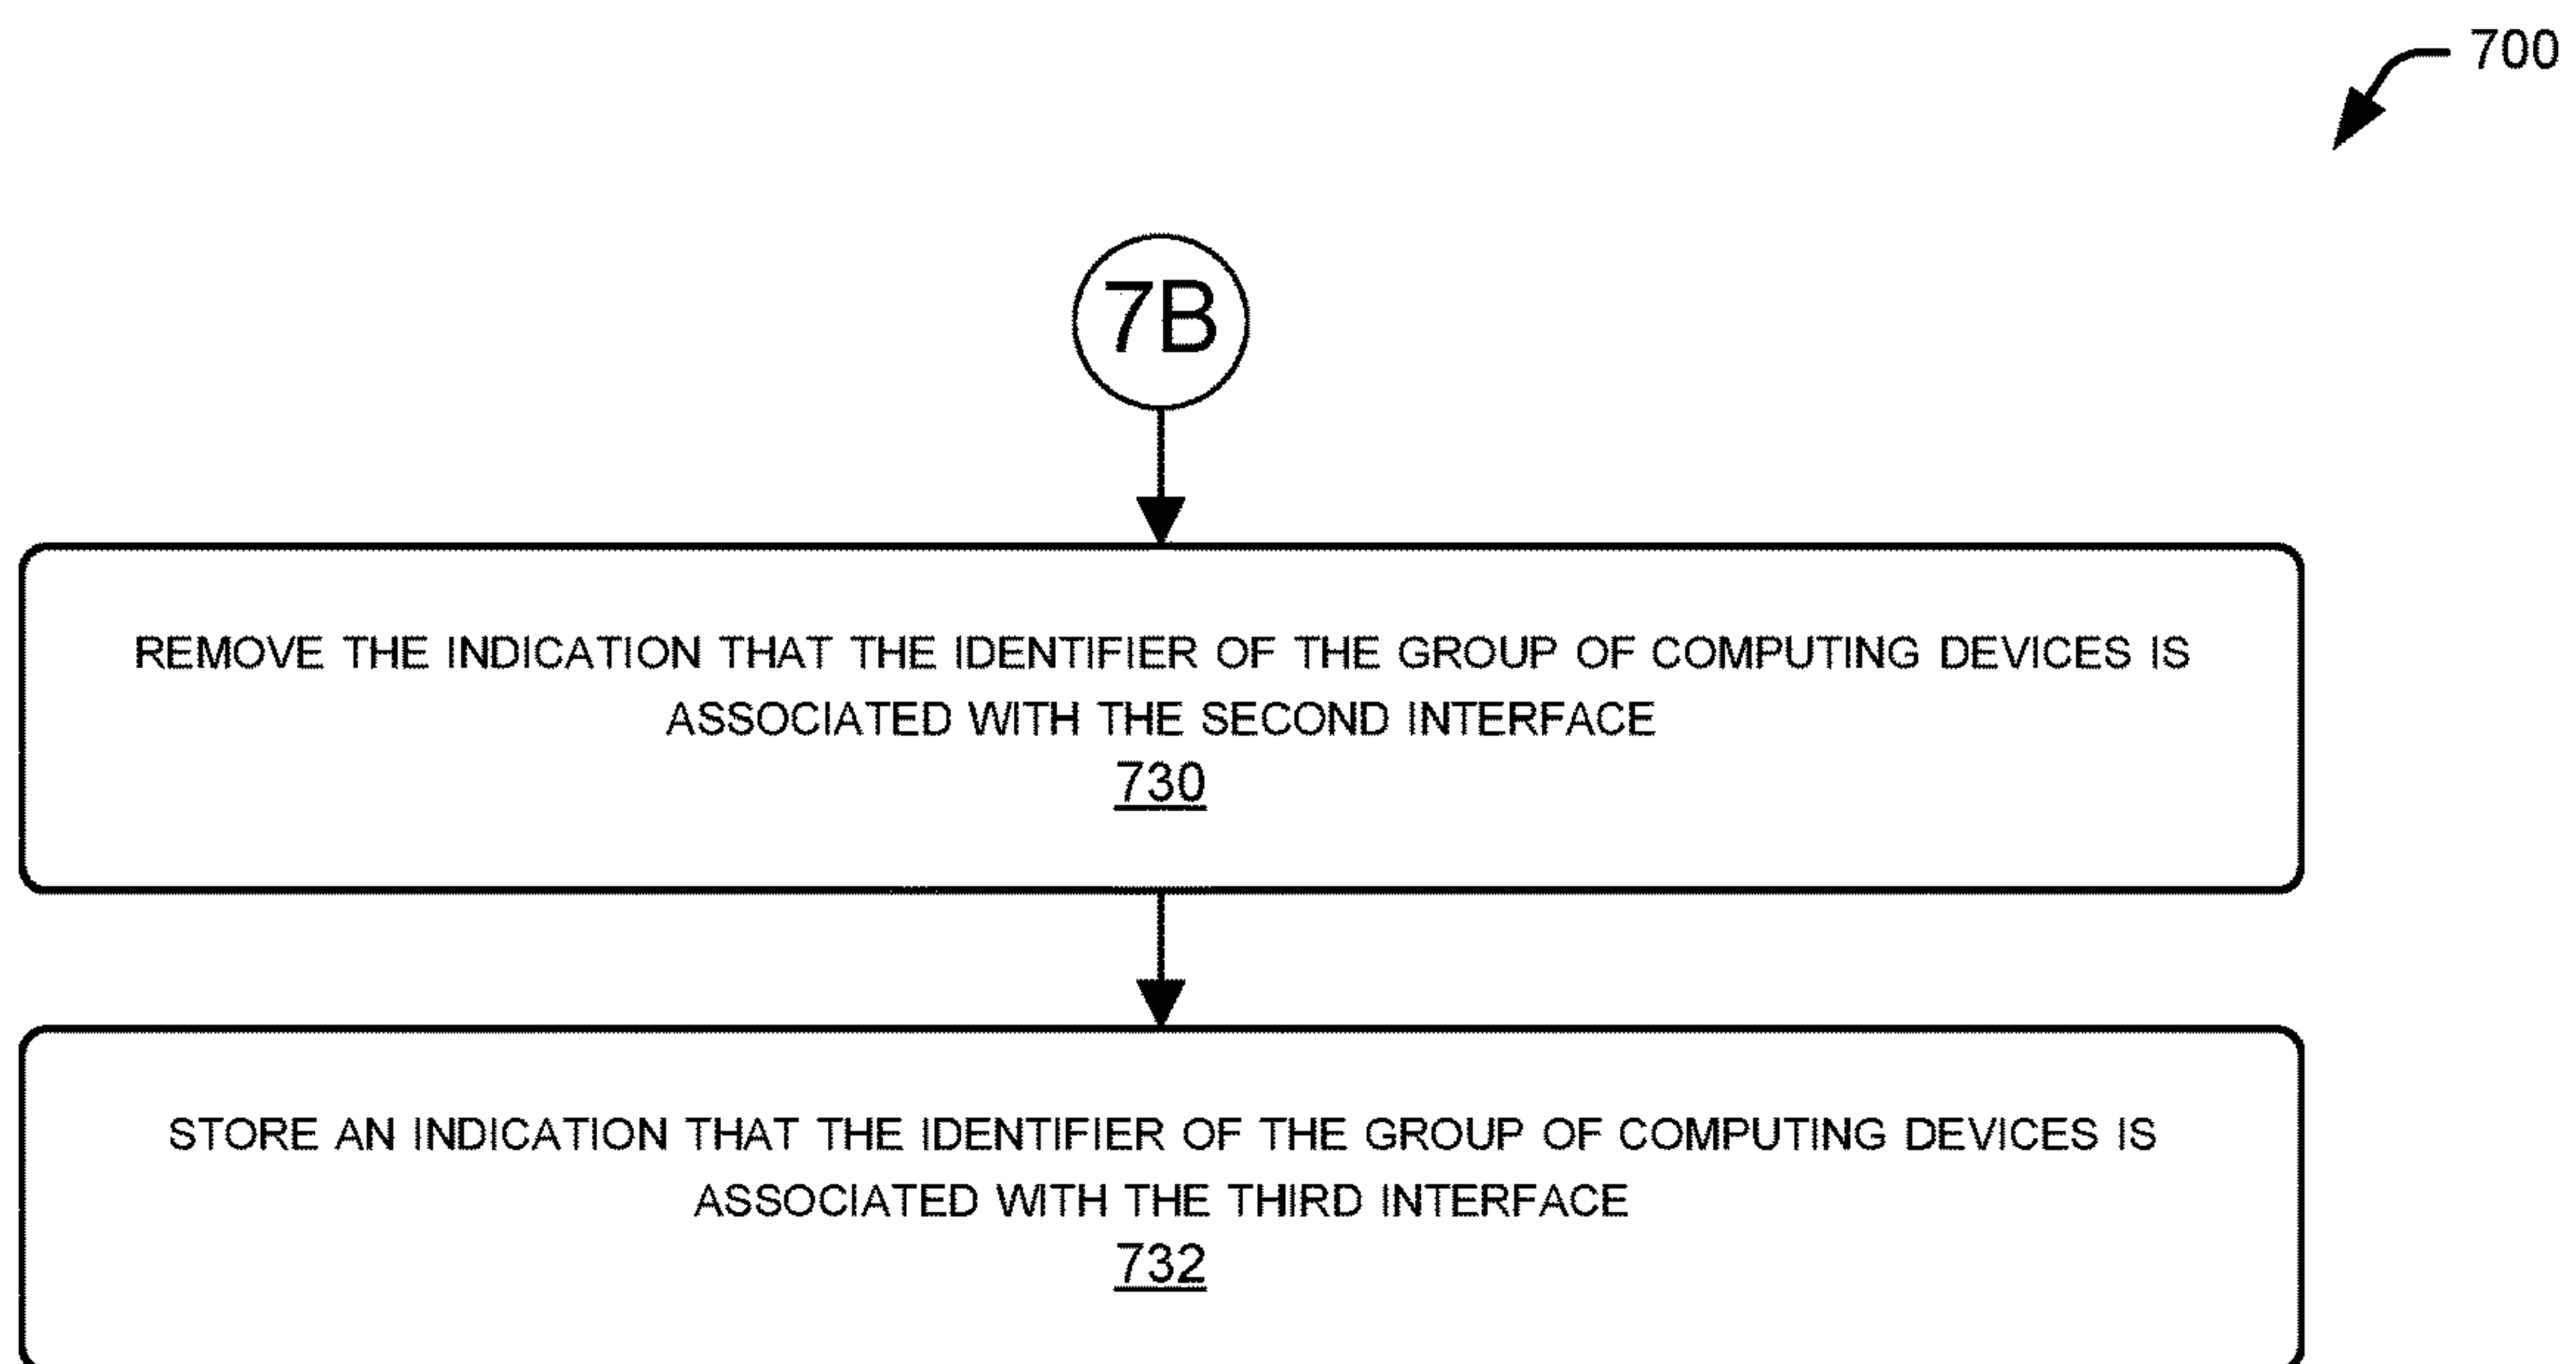 700
7B
REMOVE THE INDICATION THAT THE IDENTIFIER OF THE GROUP OF COMPUTING DEVICES IS
ASSOCIATED WITH THE SECOND INTERFACE
730
STORE AN INDICATION THAT THE IDENTIFIER OF THE GROUP OF COMPUTING DEVICES IS
ASSOCIATED WITH THE THIRD INTERFACE
732